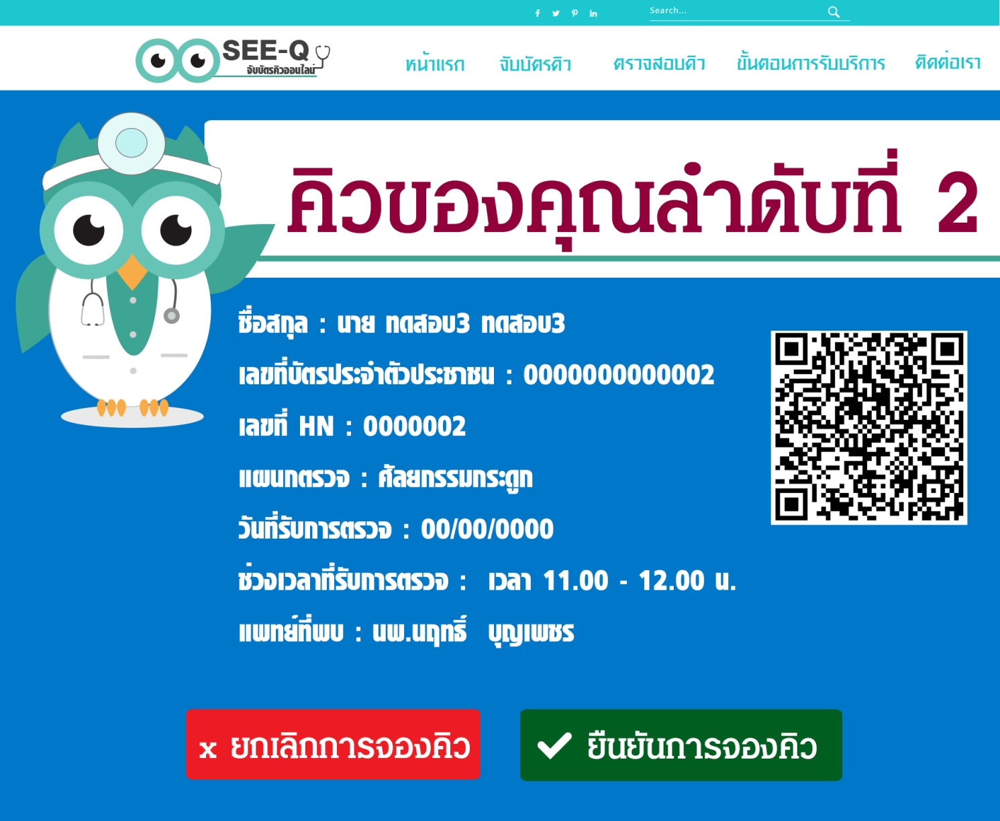 Search...
SEE-Q
จับบัตรคิวออนไลน์
หน้าแรก จับบัตรคิว ตรวจสอบคิว ขั้นตอนการรับบริการ ติดต่อเรา
คิวของคุณลำดับที่ 2
ชื่อสกุล : นาย ทดสอบ3 ทดสอบ3
เลขที่บัตรประจำตัวประชาชน : 0000000000002
เลขที่ HN : 0000002
แผนกตรวจ : ศัลยกรรมกระดูก
วันที่รับการตรวจ : 00/00/0000
ช่วงเวลาที่รับการตรวจ : เวลา 11.00 - 12.00 น.
แพทย์ที่พบ : นพ.นฤทธิ์ บุญเพชร
x ยกเลิกการจองคิว
ยืนยันการจองคิว